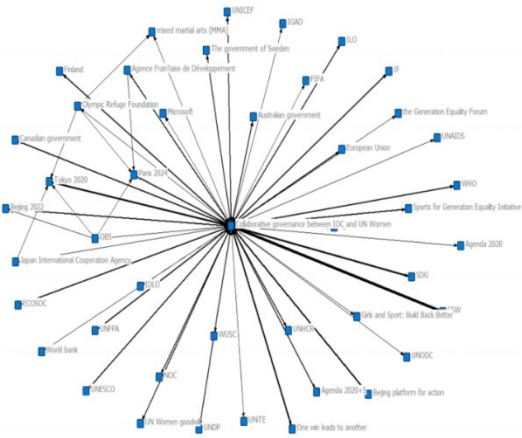 UNICEF
IGAO
mixed martial arts (MMA)
ILO
The government of Sweden
Finland
Agence Fran?aise de Développement
IF
FIFA
Olympic Refuge Foundation
Microsoft
Australian government
the Generation Equality Forum
Canadian government
UNAIDS
European Union
Paris 2024
Tokyo 2020
WHO
Beijing 2022
Sports for Generation Equality Initiative
Collaborative governance between IOC and UN Women
OBS
Agenda 2020
Japan International Cooperation Agency
SDG
IDLO
ECOSOC
CSW
Girls and Sport: Build Back Better
UNFPA
WUSC
UNHCR
World bank
UNODC
NOC
UNESCO
Agenda 2020+5
Beijing platform for action
UN Women goodwill
UNDP
UNITE
One win leads to another